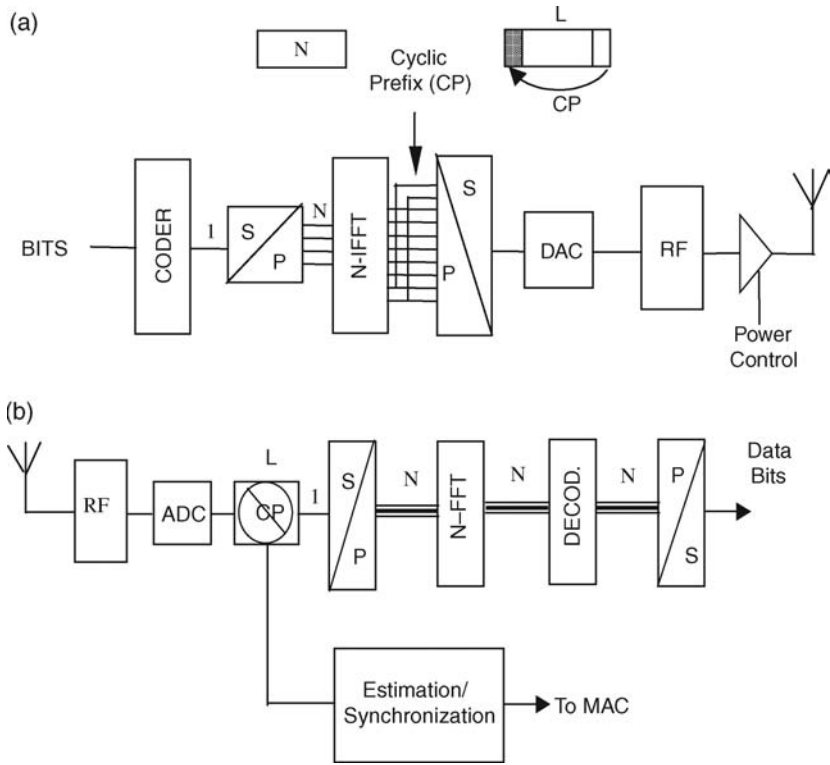 (a)
N
L
Cyclic
Prefix (CP)
CP
BITS
CODER
1
S
P
N
N-IFFT
S
P
DAC
RF
Power
Control
(b)
RF
ADC
L
CP
1
S
P
N
N–FFT
N
DECOD.
N
P
S
Data
Bits
Estimation/
Synchronization
To MAC